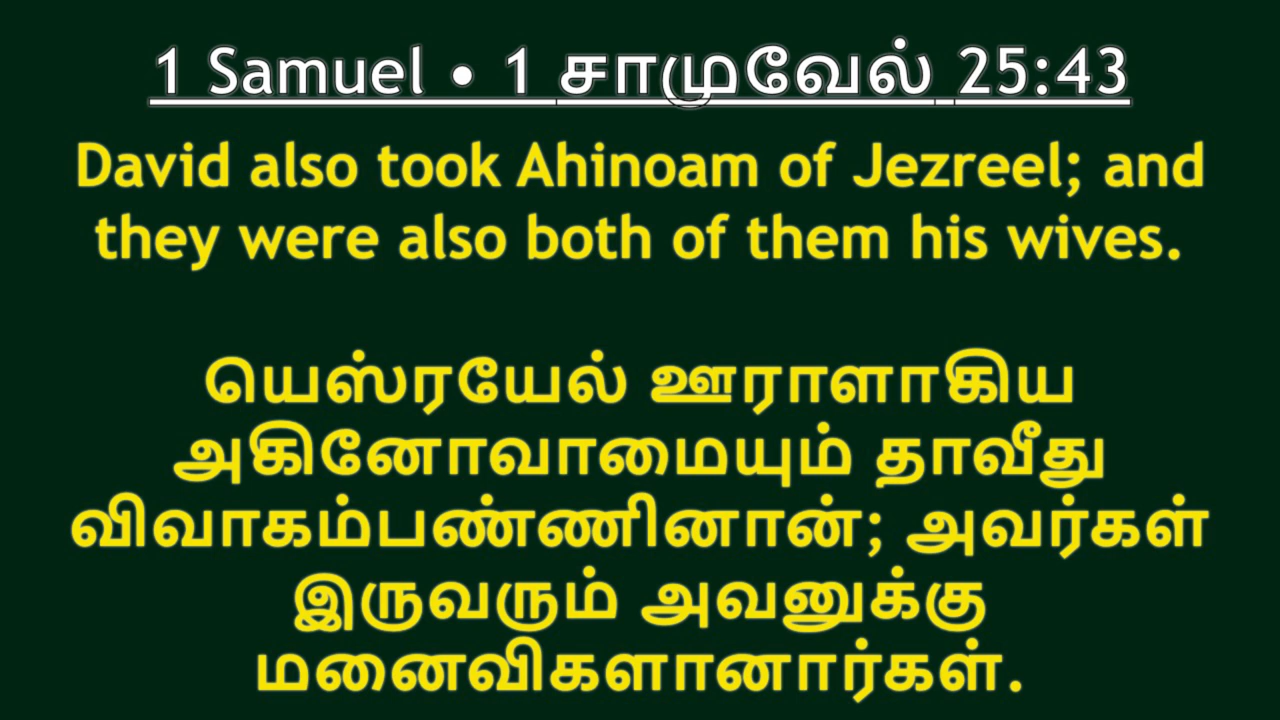 1 Samuel • 1 சாமுவேல் 25:43
David also took Ahinoam of Jezreel; and
they were also both of them his wives.
யெஸ்ரயேல் ஊராளாகிய
அகினோவாமையும் தாவீது
விவாகம்பண்ணினான்; அவர்கள்
இருவரும் அவனுக்கு
மனைவிகளானார்கள்.